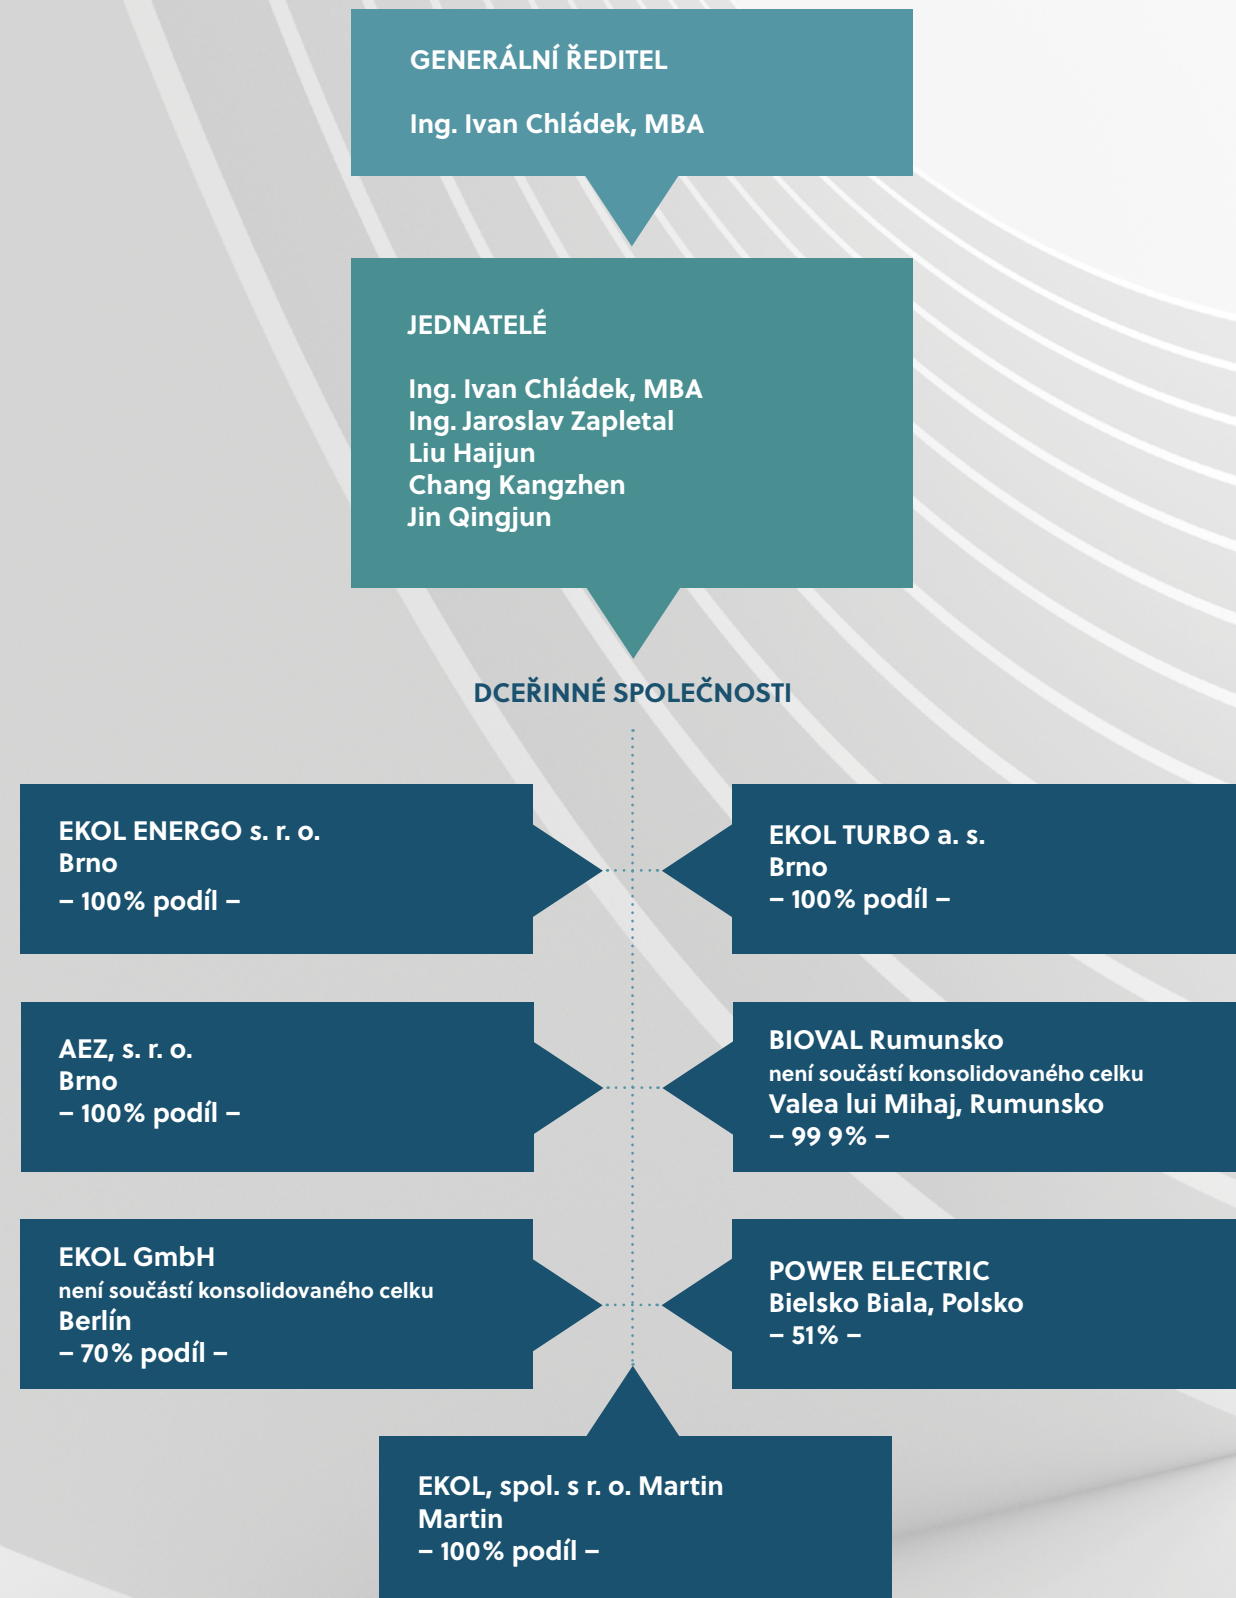 GENERÁLNÍ ŘEDITEL
Ing. Ivan Chládek, MBA
JEDNATELÉ
Ing. Ivan Chládek, MBA
Ing. Jaroslav Zapletal
Liu Haijun
Chang Kangzhen
Jin Qingjun
DCEŘINNÉ SPOLEČNOSTI
EKOL ENERGO s. r. o.
Brno
– 100% podíl –
EKOL TURBO a. s.
Brno
– 100% podíl –
AEZ, s. r. o.
Brno
– 100% podíl –
BIOVAL Rumunsko
není součástí konsolidovaného celku
Valea lui Mihaj, Rumunsko
– 99 9% –
EKOL GmbH
není součástí konsolidovaného celku
Berlín
– 70% podíl –
POWER ELECTRIC
Bielsko Biala, Polsko
– 51% –
EKOL, spol. s r. o. Martin
Martin
– 100% podíl –